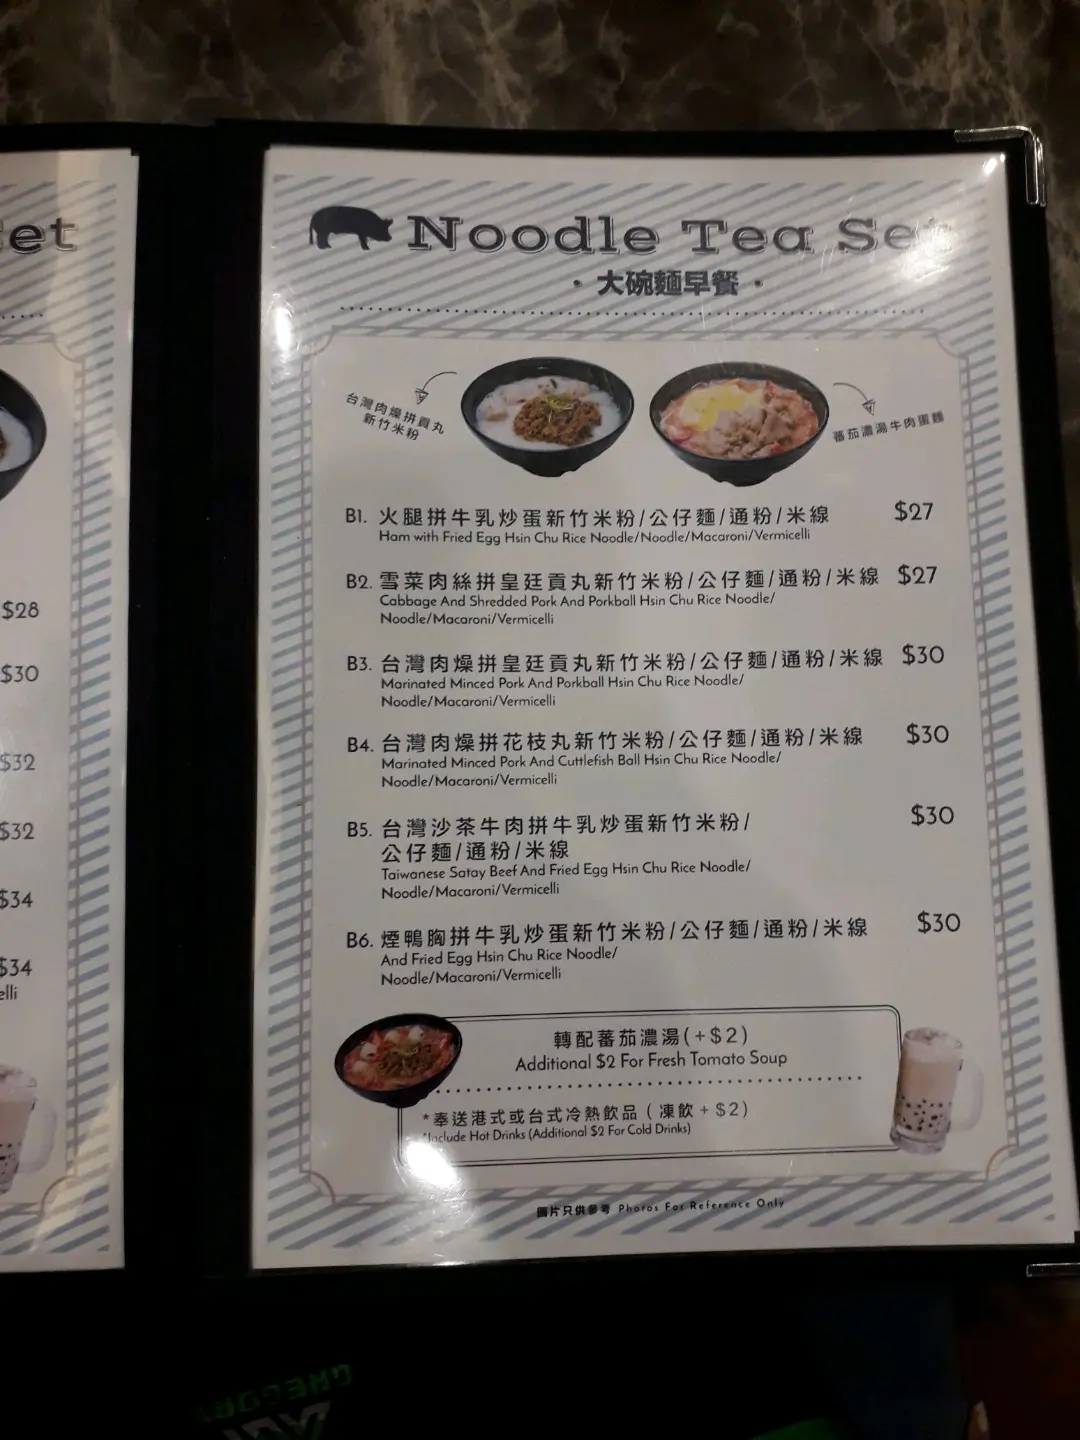 et
$28
$30
$32
$32
$34
$34
elli
Noodle Tea Set
· 大碗麵早餐 ·
台灣肉燥拼貢丸
新竹米粉
蕃茄濃湯牛肉蛋麵
B1. 火腿拼牛乳炒蛋新竹米粉/公仔麵/通粉/米線 $27
Ham with Fried Egg Hsin Chu Rice Noodle/Noodle/Macaroni/Vermicelli
B2. 雪菜肉絲拼皇廷貢丸新竹米粉/公仔麵/通粉/米線 $27
Cabbage And Shredded Pork And Porkball Hsin Chu Rice Noodle/
Noodle/Macaroni/Vermicelli
B3. 台灣肉燥拼皇廷貢丸新竹米粉/公仔麵/通粉/米線 $30
Marinated Minced Pork And Porkball Hsin Chu Rice Noodle/
Noodle/Macaroni/Vermicelli
B4. 台灣肉燥拼花枝丸新竹米粉/公仔麵/通粉/米線 $30
Marinated Minced Pork And Cuttlefish Ball Hsin Chu Rice Noodle/
Noodle/Macaroni/Vermicelli
B5. 台灣沙茶牛肉拼牛乳炒蛋新竹米粉/ $30
公仔麵/通粉/米線
Taiwanese Satay Beef And Fried Egg Hsin Chu Rice Noodle/
Noodle/Macaroni/Vermicelli
B6. 煙鴨胸拼牛乳炒蛋新竹米粉/公仔麵/通粉/米線 $30
And Fried Egg Hsin Chu Rice Noodle/
Noodle/Macaroni/Vermicelli
轉配蕃茄濃湯(+$2)
Additional $2 For Fresh Tomato Soup
*奉送港式或台式冷熱飲品 (凍飲+$2)
*Include Hot Drinks (Additional $2 For Cold Drinks)
圖片只供參考 Photos For Reference Only